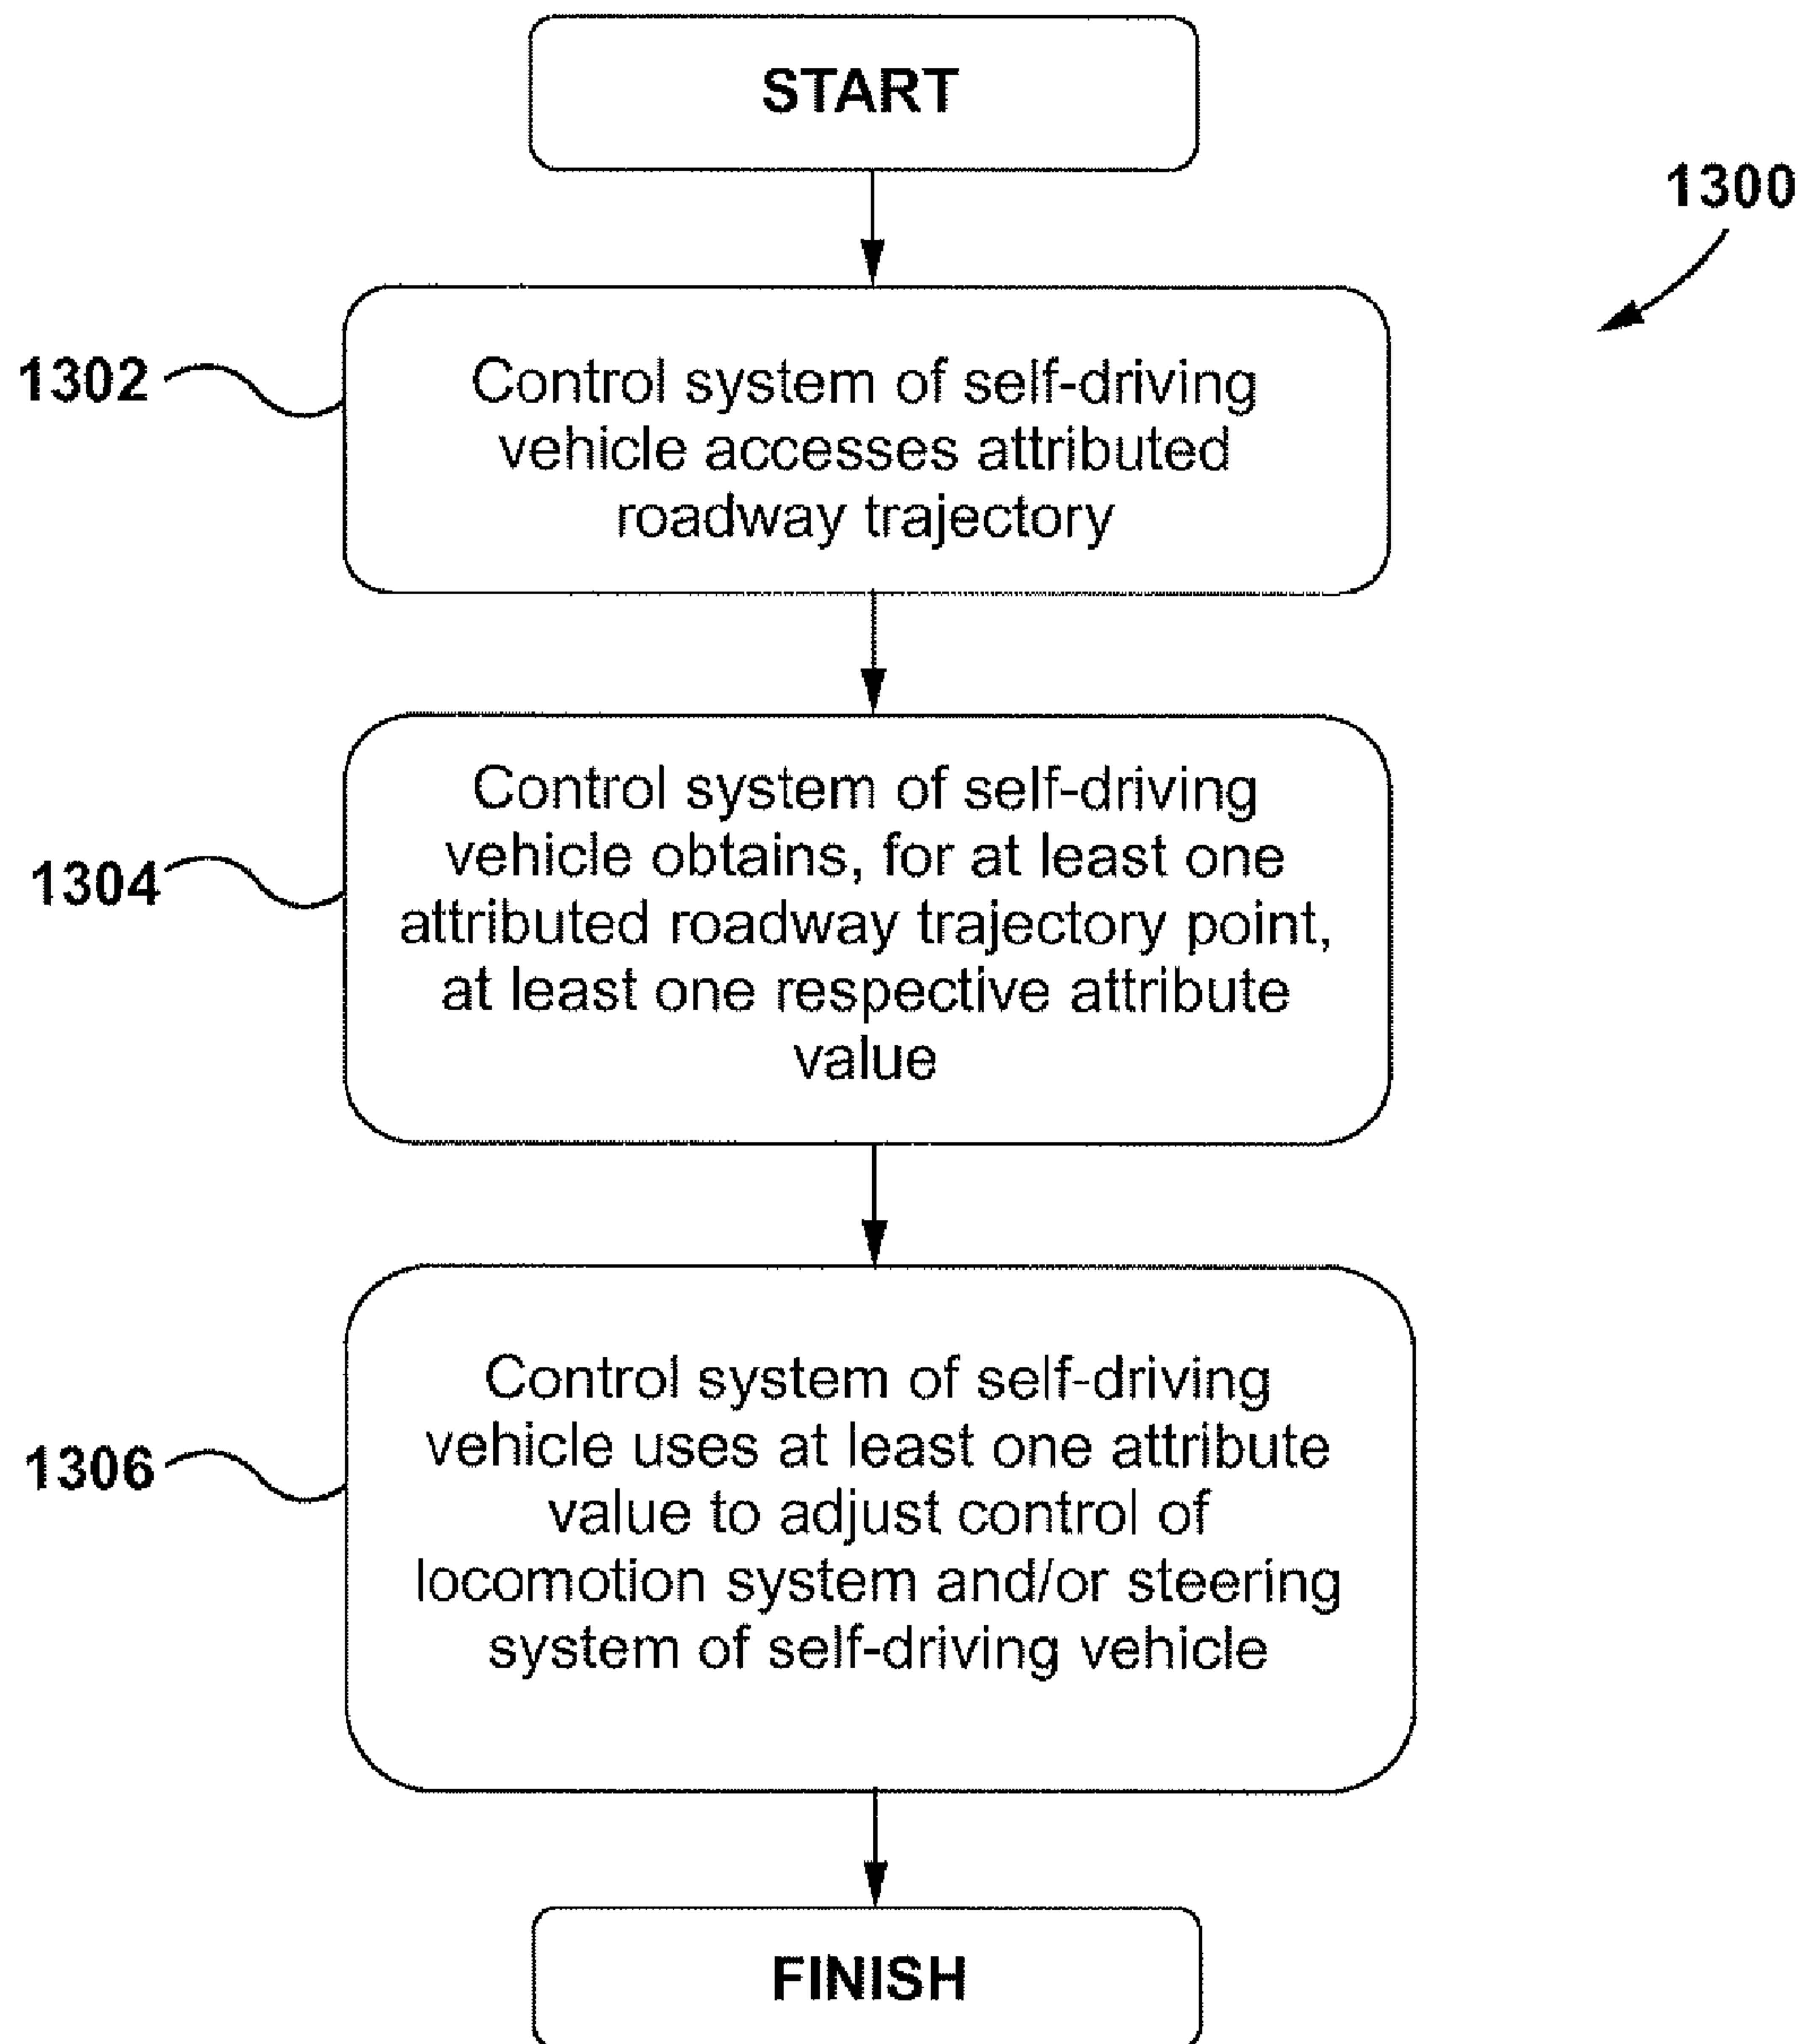 START
1300
1302
Control system of self-driving
vehicle accesses attributed
roadway trajectory
1304
Control system of self-driving
vehicle obtains, for at least one
attributed roadway trajectory point,
at least one respective attribute
value
1306
Control system of self-driving
vehicle uses at least one attribute
value to adjust control of
locomotion system and/or steering
system of self-driving vehicle
FINISH